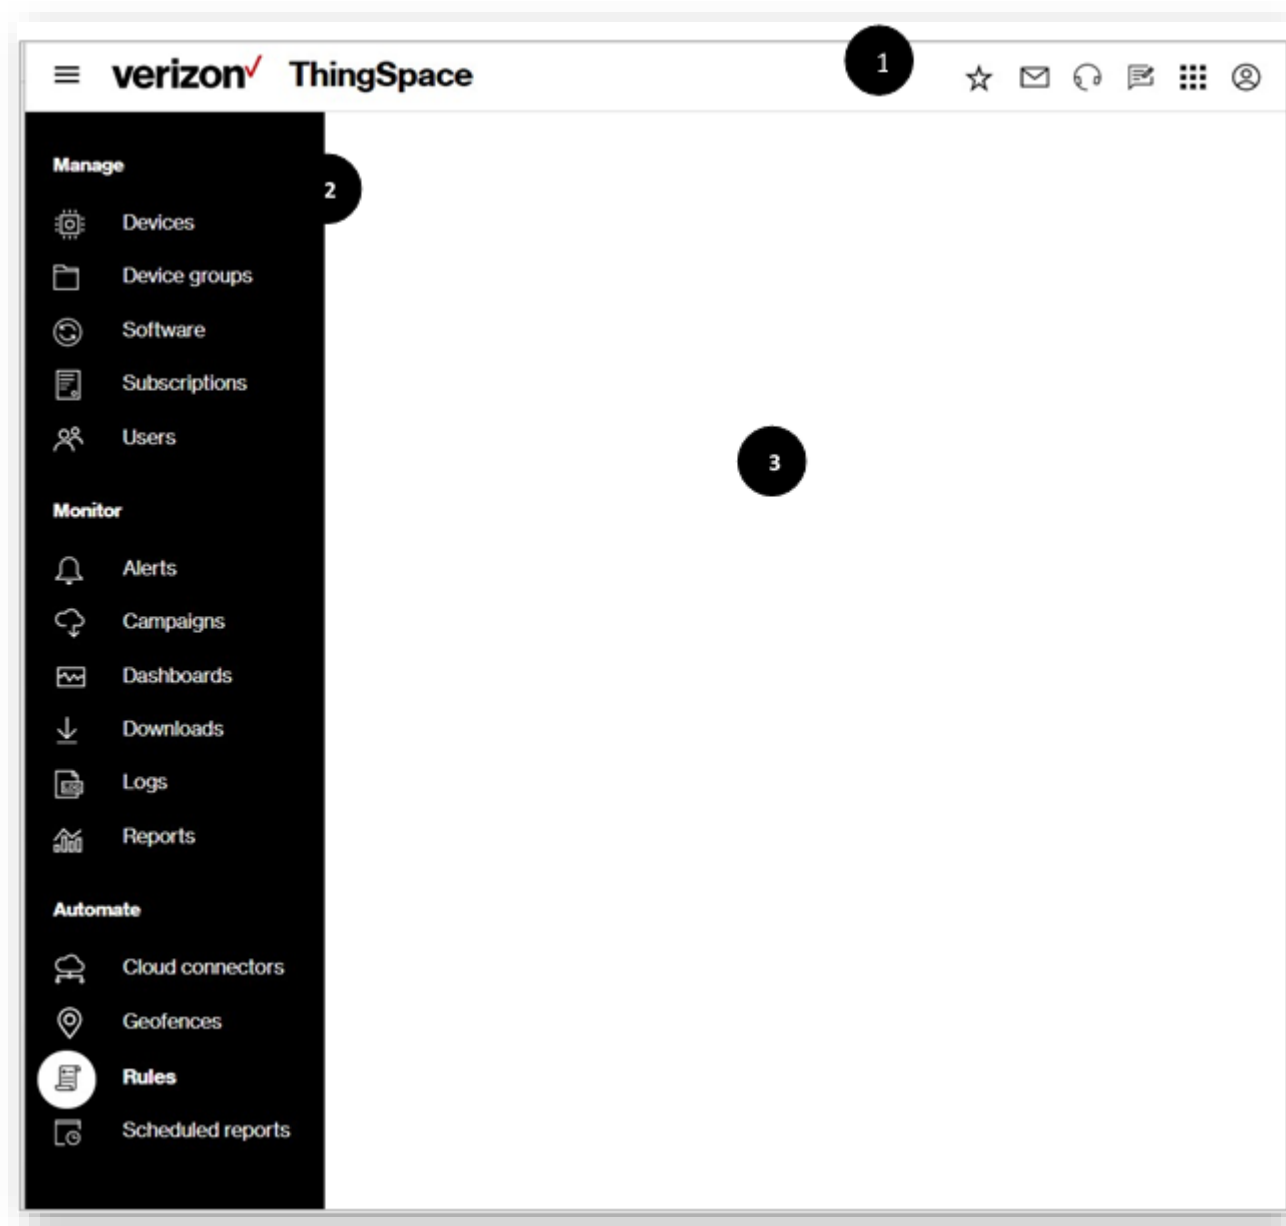 verizon ThingSpace
1
Manage
2
Devices
Device groups
Software
Subscriptions
Users
3
Monitor
Alerts
Campaigns
Dashboards
Downloads
Logs
Reports
Automate
Cloud connectors
Geofences
Rules
Scheduled reports